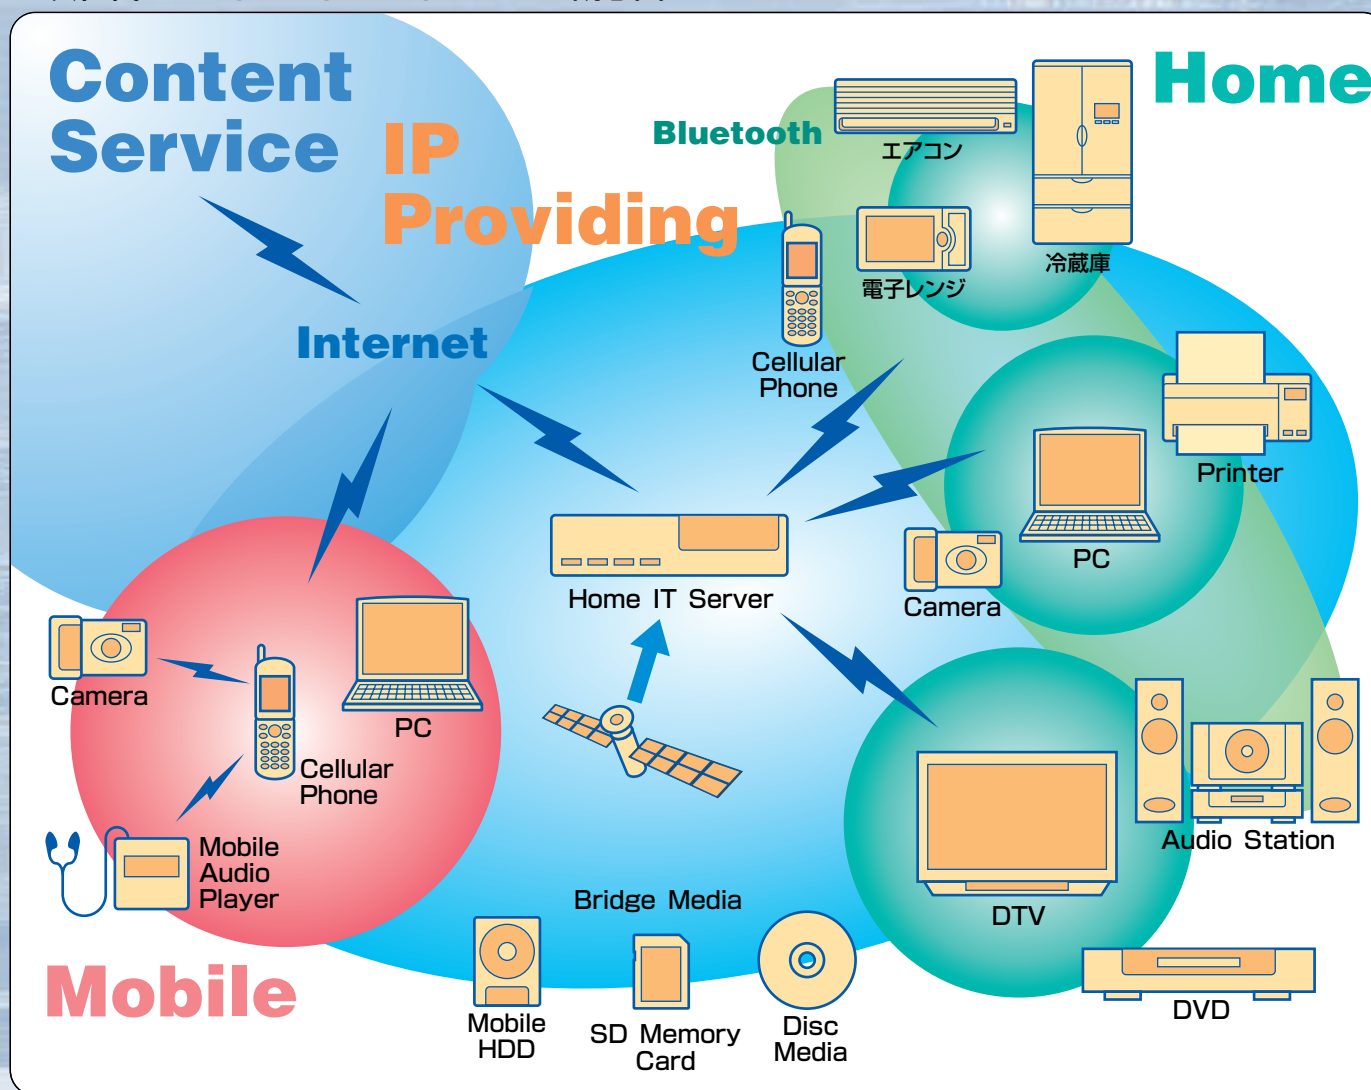 Content
Service
IP
Providing
Home
Bluetooth
エアコン
冷蔵庫
電子レンジ
Internet
Cellular
Phone
Printer
PC
Camera
Home IT Server
Camera
PC
Cellular
Phone
Mobile
Audio
Player
Audio Station
DTV
Bridge Media
DVD
Mobile
Mobile
HDD
SD Memory
Card
Disc
Media